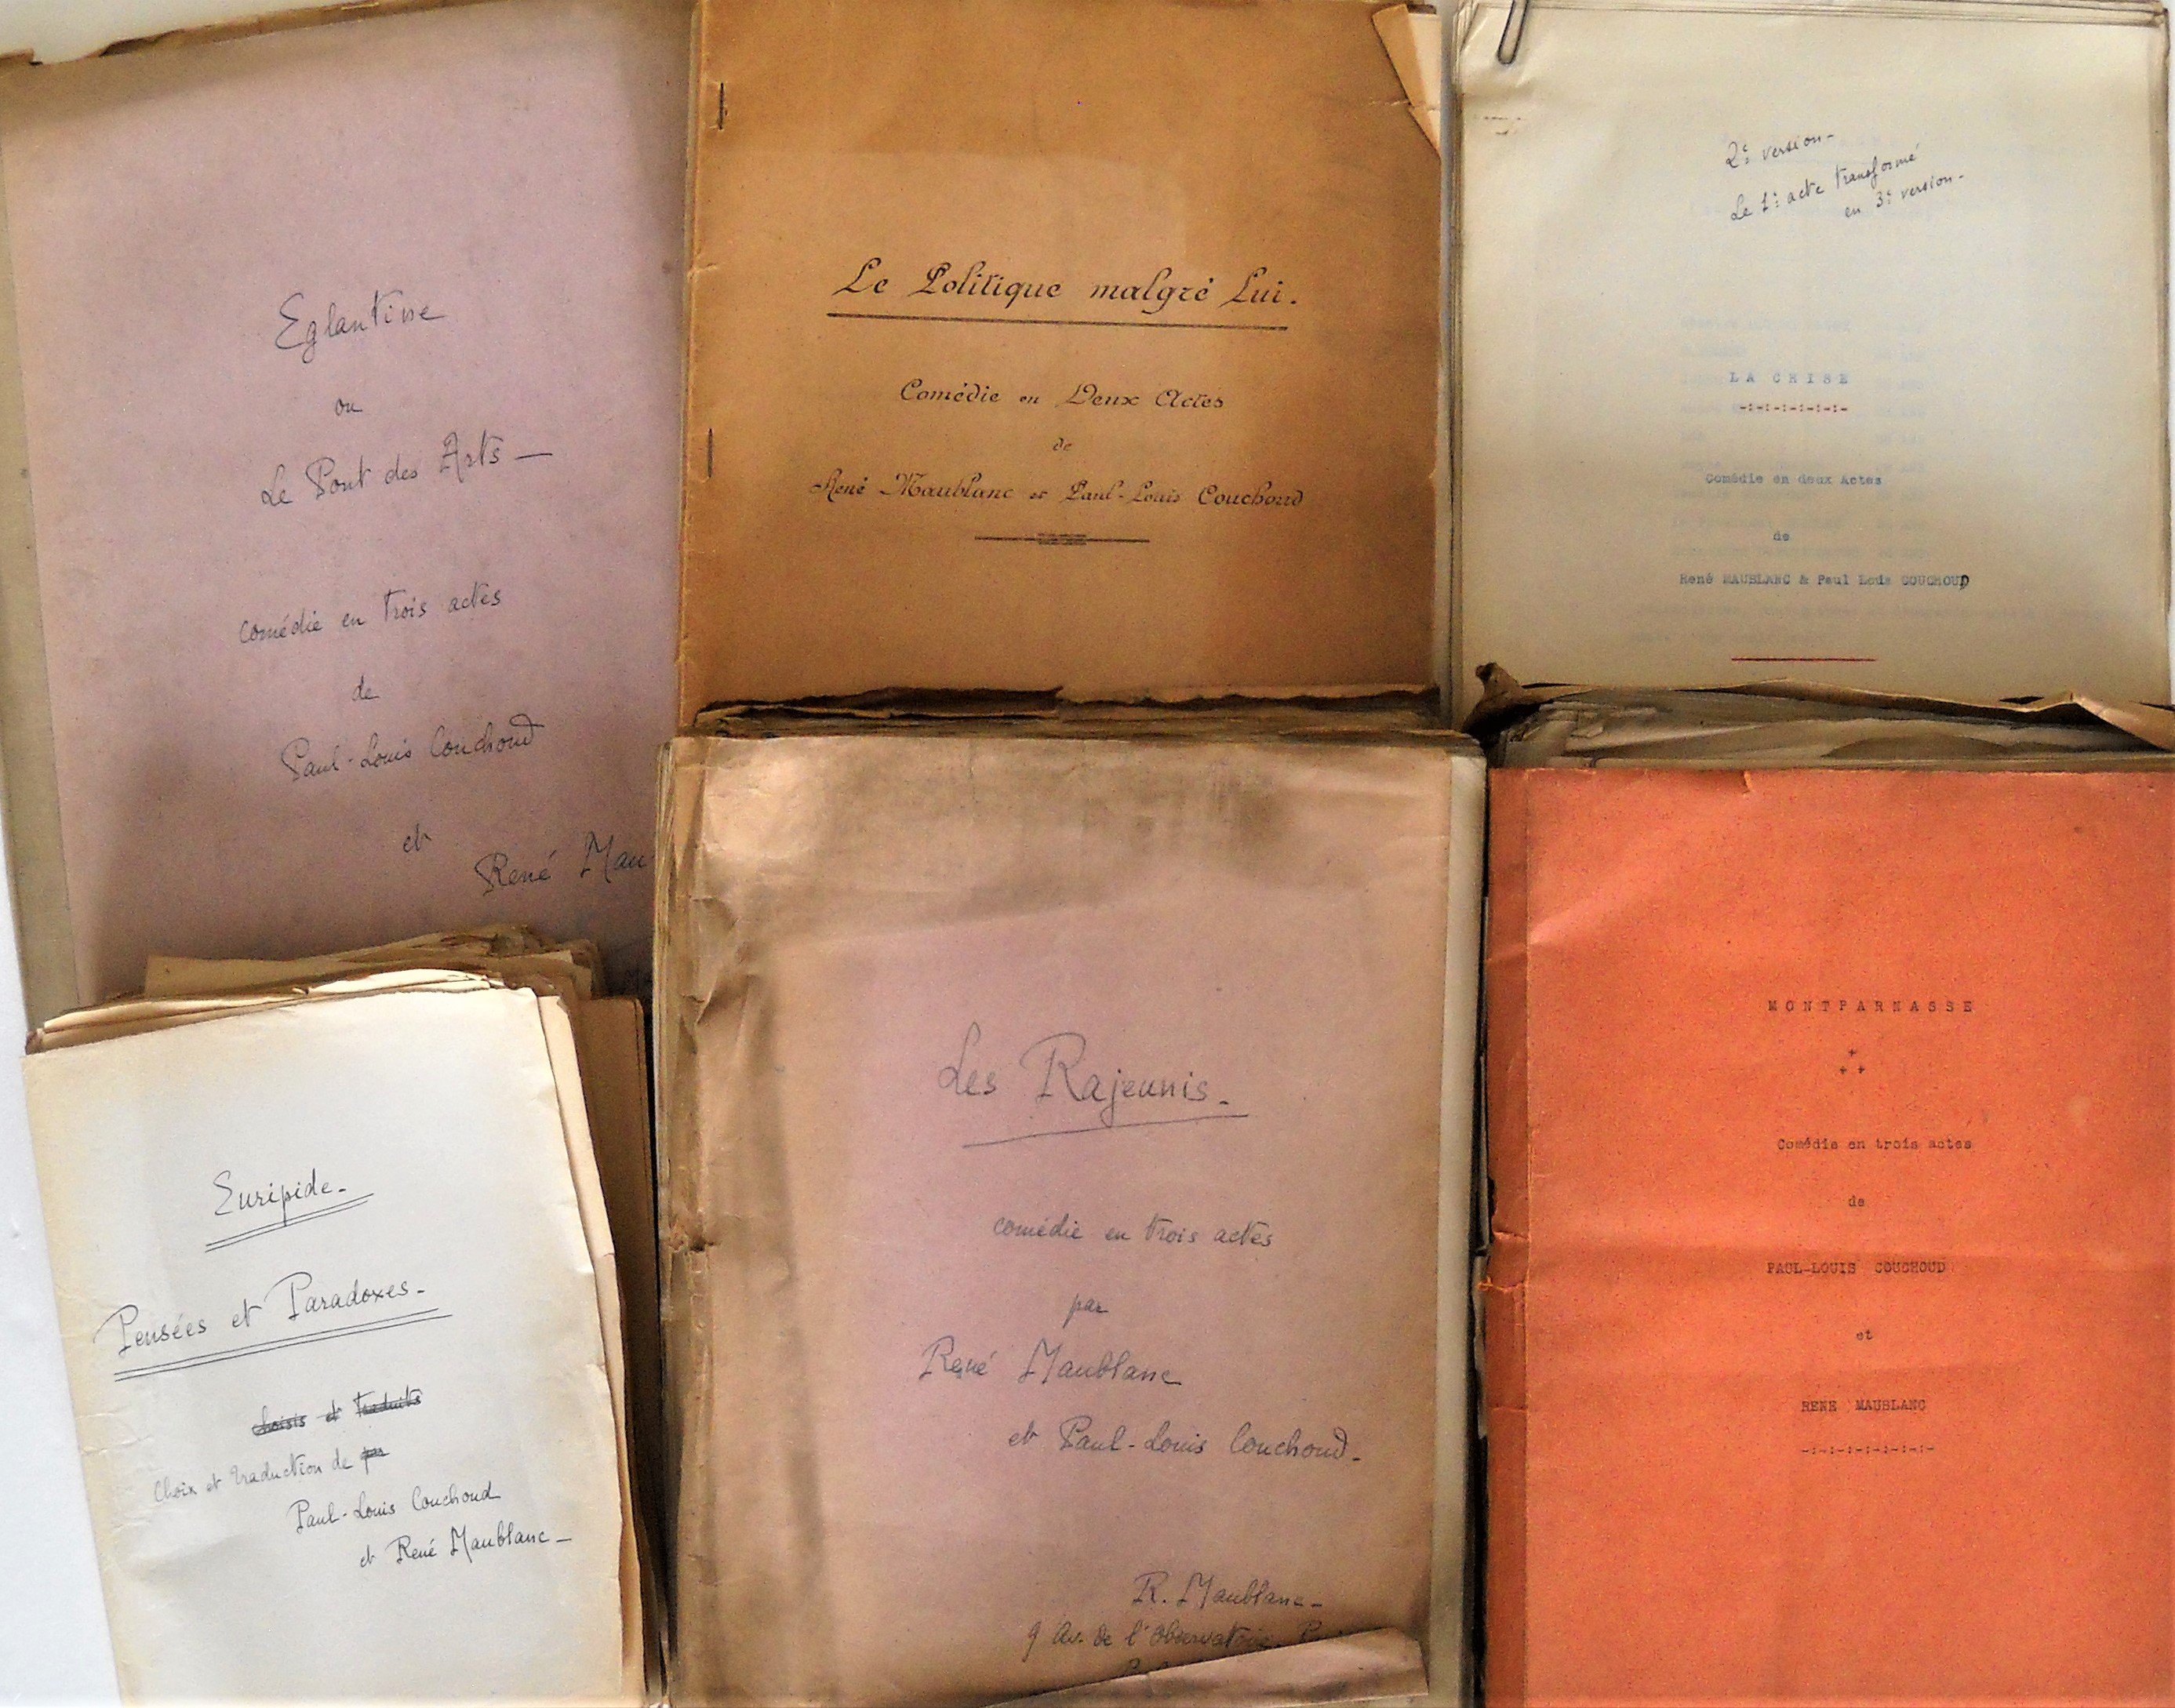 Eglantine
ou
Le Pont des Arts —
comédie en trois actes
de
Paul-Louis Couchoud
et
René Mau
Le Politique malgré Lui.
Comédie en Deux Actes
de
René Maublanc et Paul-Louis Couchoud
2e version -
Le 1er acte transformé
en 3e version -
LA CRISE
-:-:-:-:-:-:-
Comédie en deux Actes
de
René MAUBLANC & Paul Louis COUCHOUD
Euripide. -
Pensées et Paradoxes. -
choisis et traduits
Choix et traduction de par
Paul-Louis Couchoud
et René Maublanc —
Les Rajeunis. -
comédie en trois actes
par
René Maublanc
et Paul-Louis Couchoud. -
R. Maublanc -
9 Av. de l'Observatoire.
MONTPARNASSE
+
+ +
Comédie en trois actes
de
PAUL-LOUIS COUCHOUD
et
RENE MAUBLANC
-:-:-:-:-:-:-:-:-